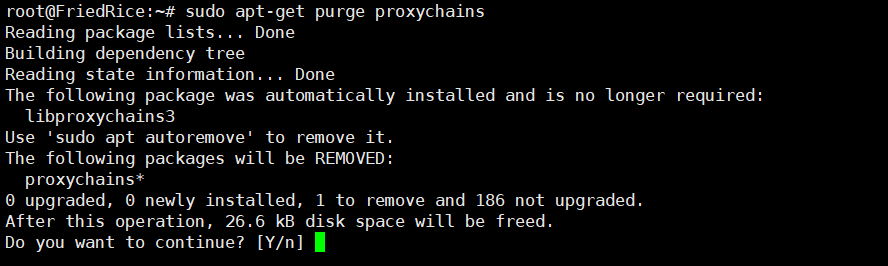 root@FriedRice:~# sudo apt-get purge proxychains
Reading package lists... Done
Building dependency tree
Reading state information... Done
The following package was automatically installed and is no longer required:
  libproxychains3
Use 'sudo apt autoremove' to remove it.
The following packages will be REMOVED:
  proxychains*
0 upgraded, 0 newly installed, 1 to remove and 186 not upgraded.
After this operation, 26.6 kB disk space will be freed.
Do you want to continue? [Y/n]